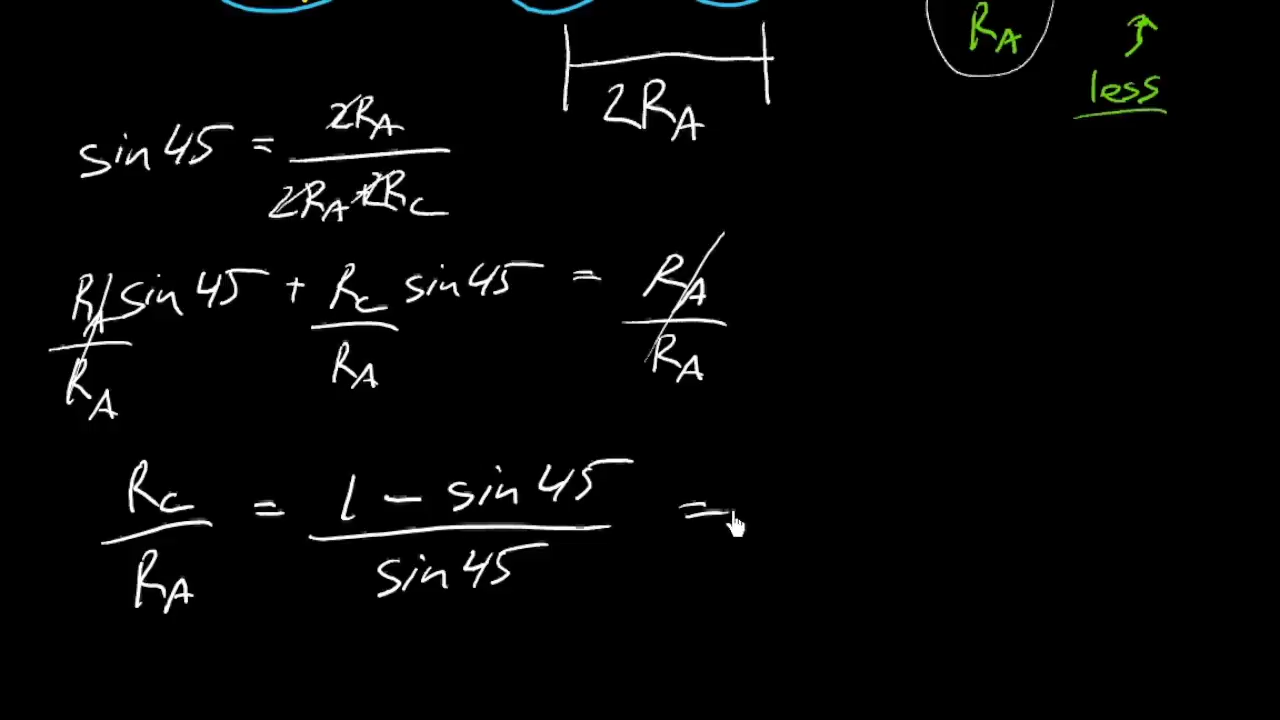 R_A
less
2R_A
sin 45 = 2R_A / 2R_A + 2R_C
R_A/R_A sin 45 + R_C/R_A sin 45 = R_A/R_A
R_C/R_A = 1 - sin 45 / sin 45 =